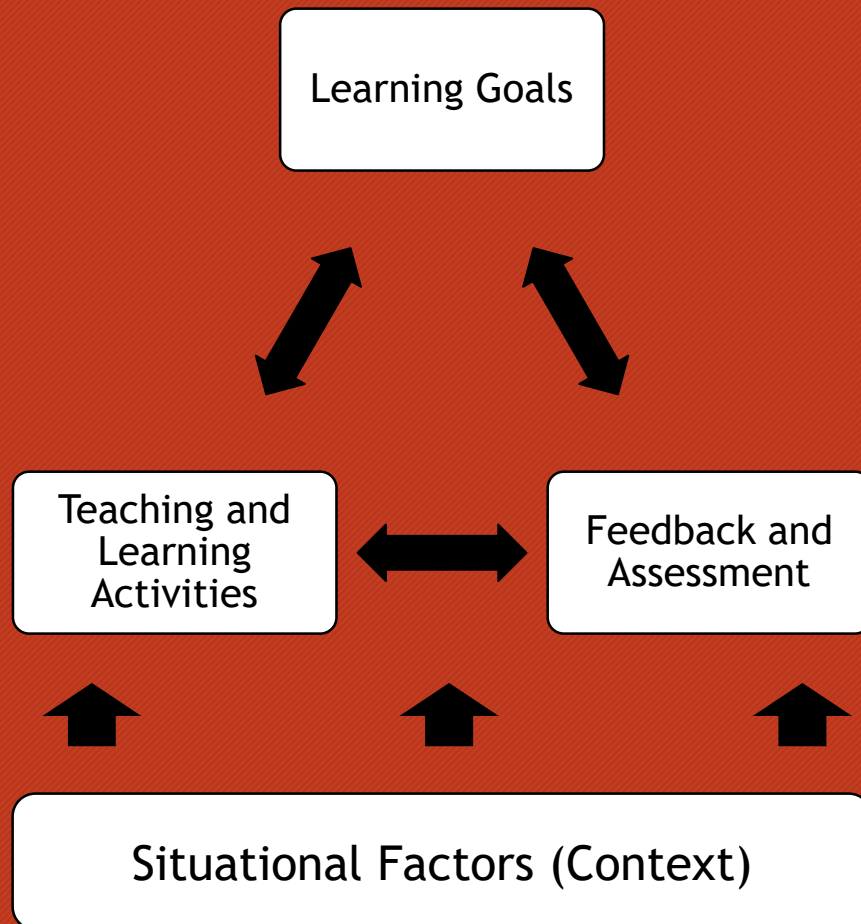 Learning Goals
Teaching and
Learning
Activities
Feedback and
Assessment
Situational Factors (Context)